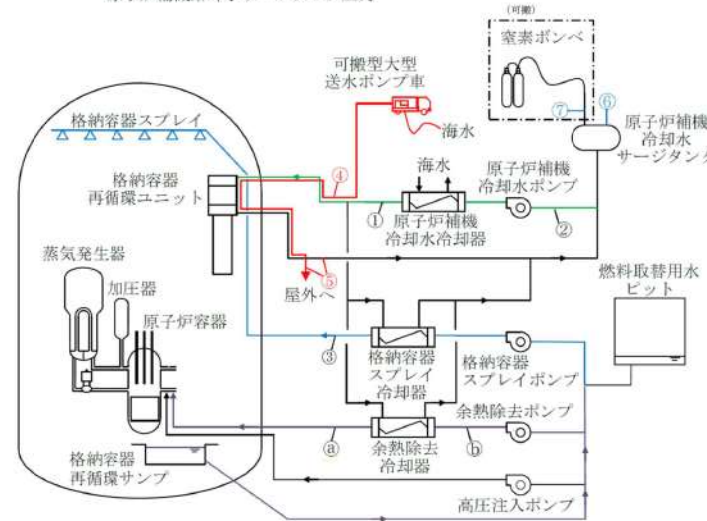 (可搬)
窒素ボンベ
⑦
⑥
可搬型大型
送水ポンプ車
海水
原子炉補機
冷却水
サージタンク
格納容器スプレイ
格納容器
再循環ユニット
④
海水
原子炉補機
冷却水ポンプ
①
原子炉補機
冷却水冷却器
②
⑤
屋外へ
蒸気発生器
加圧器
原子炉容器
燃料取替用水
ピット
③
格納容器
スプレイ
冷却器
格納容器
スプレイポンプ
余熱除去ポンプ
ⓐ
余熱除去
冷却器
ⓑ
格納容器
再循環サンプ
高圧注入ポンプ